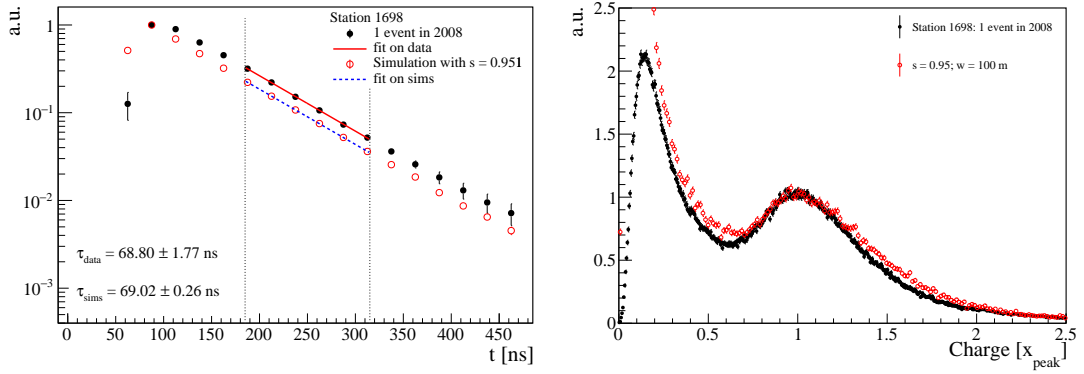 a.u.
Station 1698
1 event in 2008
fit on data
Simulation with s = 0.951
fit on sims
1
10⁻¹
10⁻²
10⁻³
τ_data = 68.80 ± 1.77 ns
τ_sims = 69.02 ± 0.26 ns
0 50 100 150 200 250 300 350 400 450
t [ns]
a.u.
2.5
2
1.5
1
0.5
0
Station 1698: 1 event in 2008
s = 0.95; w = 100 m
0 0.5 1 1.5 2 2.5
Charge [x_peak]